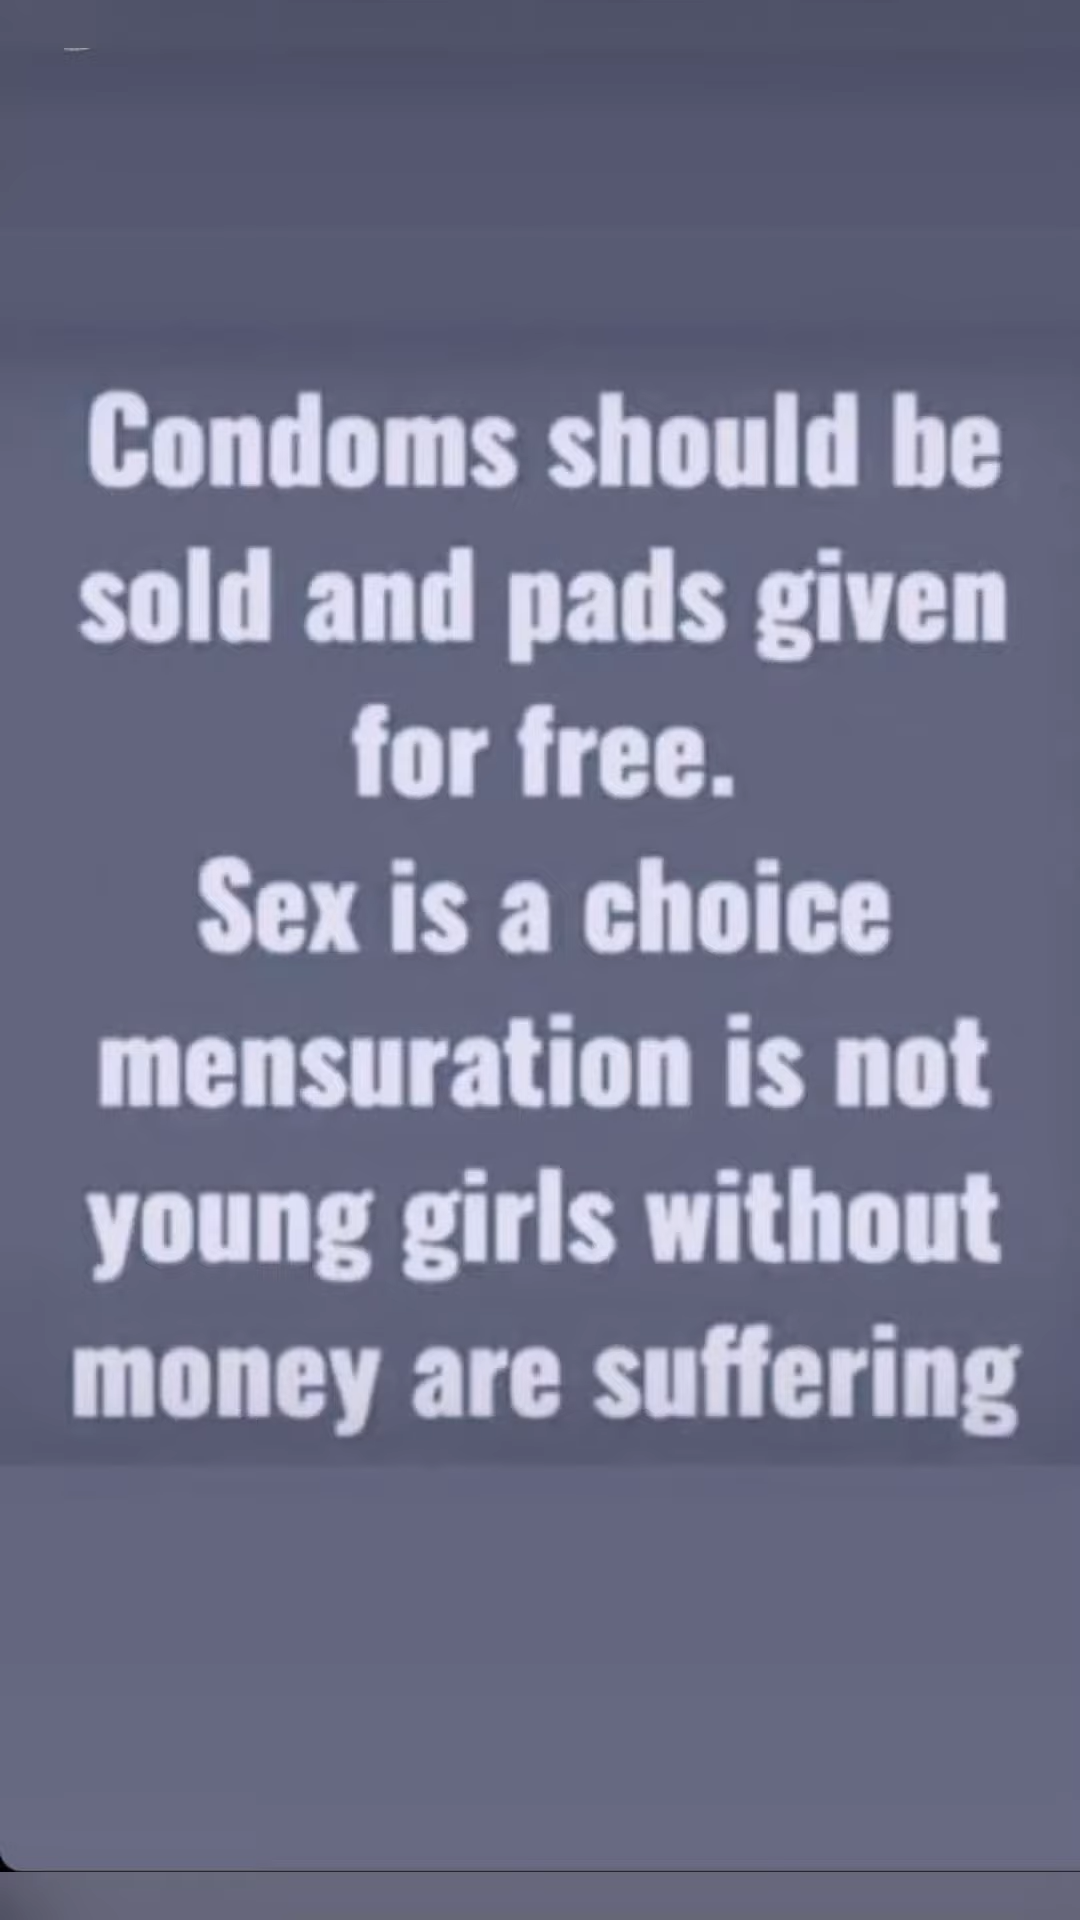 Condoms should be
sold and pads given
for free.
Sex is a choice
mensuration is not
young girls without
money are suffering